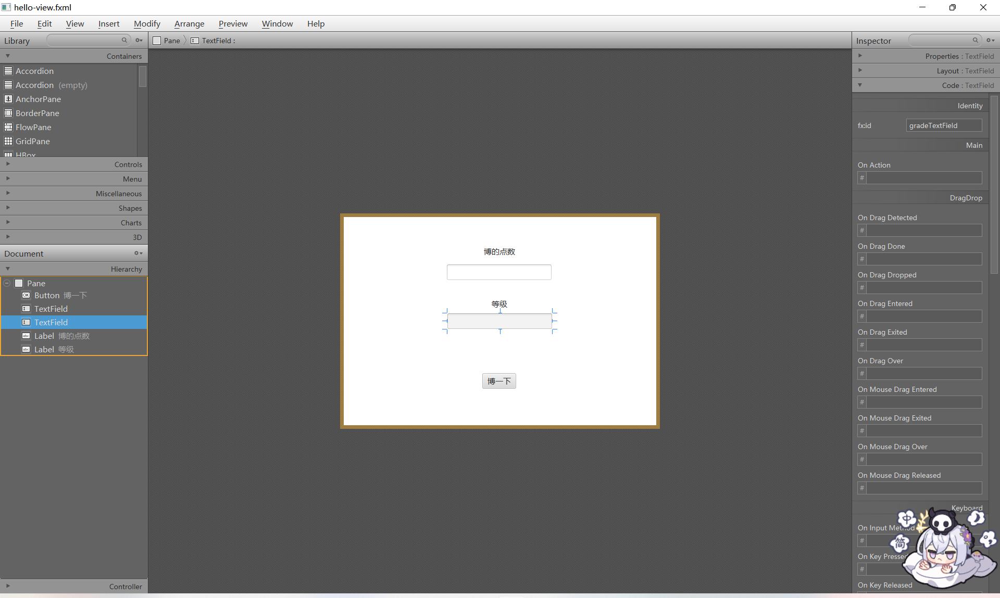 hello-view.fxml
File Edit View Insert Modify Arrange Preview Window Help
Library
Containers
Accordion
Accordion (empty)
AnchorPane
BorderPane
FlowPane
GridPane
HBox
Controls
Menu
Miscellaneous
Shapes
Charts
3D
Document
Hierarchy
Pane
OK Button 博一下
TextField
TextField
abc Label 博的点数
abc Label 等级
Controller
Pane TextField :
博的点数
等级
博一下
Inspector
Properties : TextField
Layout : TextField
Code : TextField
Identity
fx:id gradeTextField
Main
On Action
#
DragDrop
On Drag Detected
#
On Drag Done
#
On Drag Dropped
#
On Drag Entered
#
On Drag Exited
#
On Drag Over
#
On Mouse Drag Entered
#
On Mouse Drag Exited
#
On Mouse Drag Over
#
On Mouse Drag Released
#
Keyboard
中
On Input Method
#
简
On Key Pressed
#
On Key Released